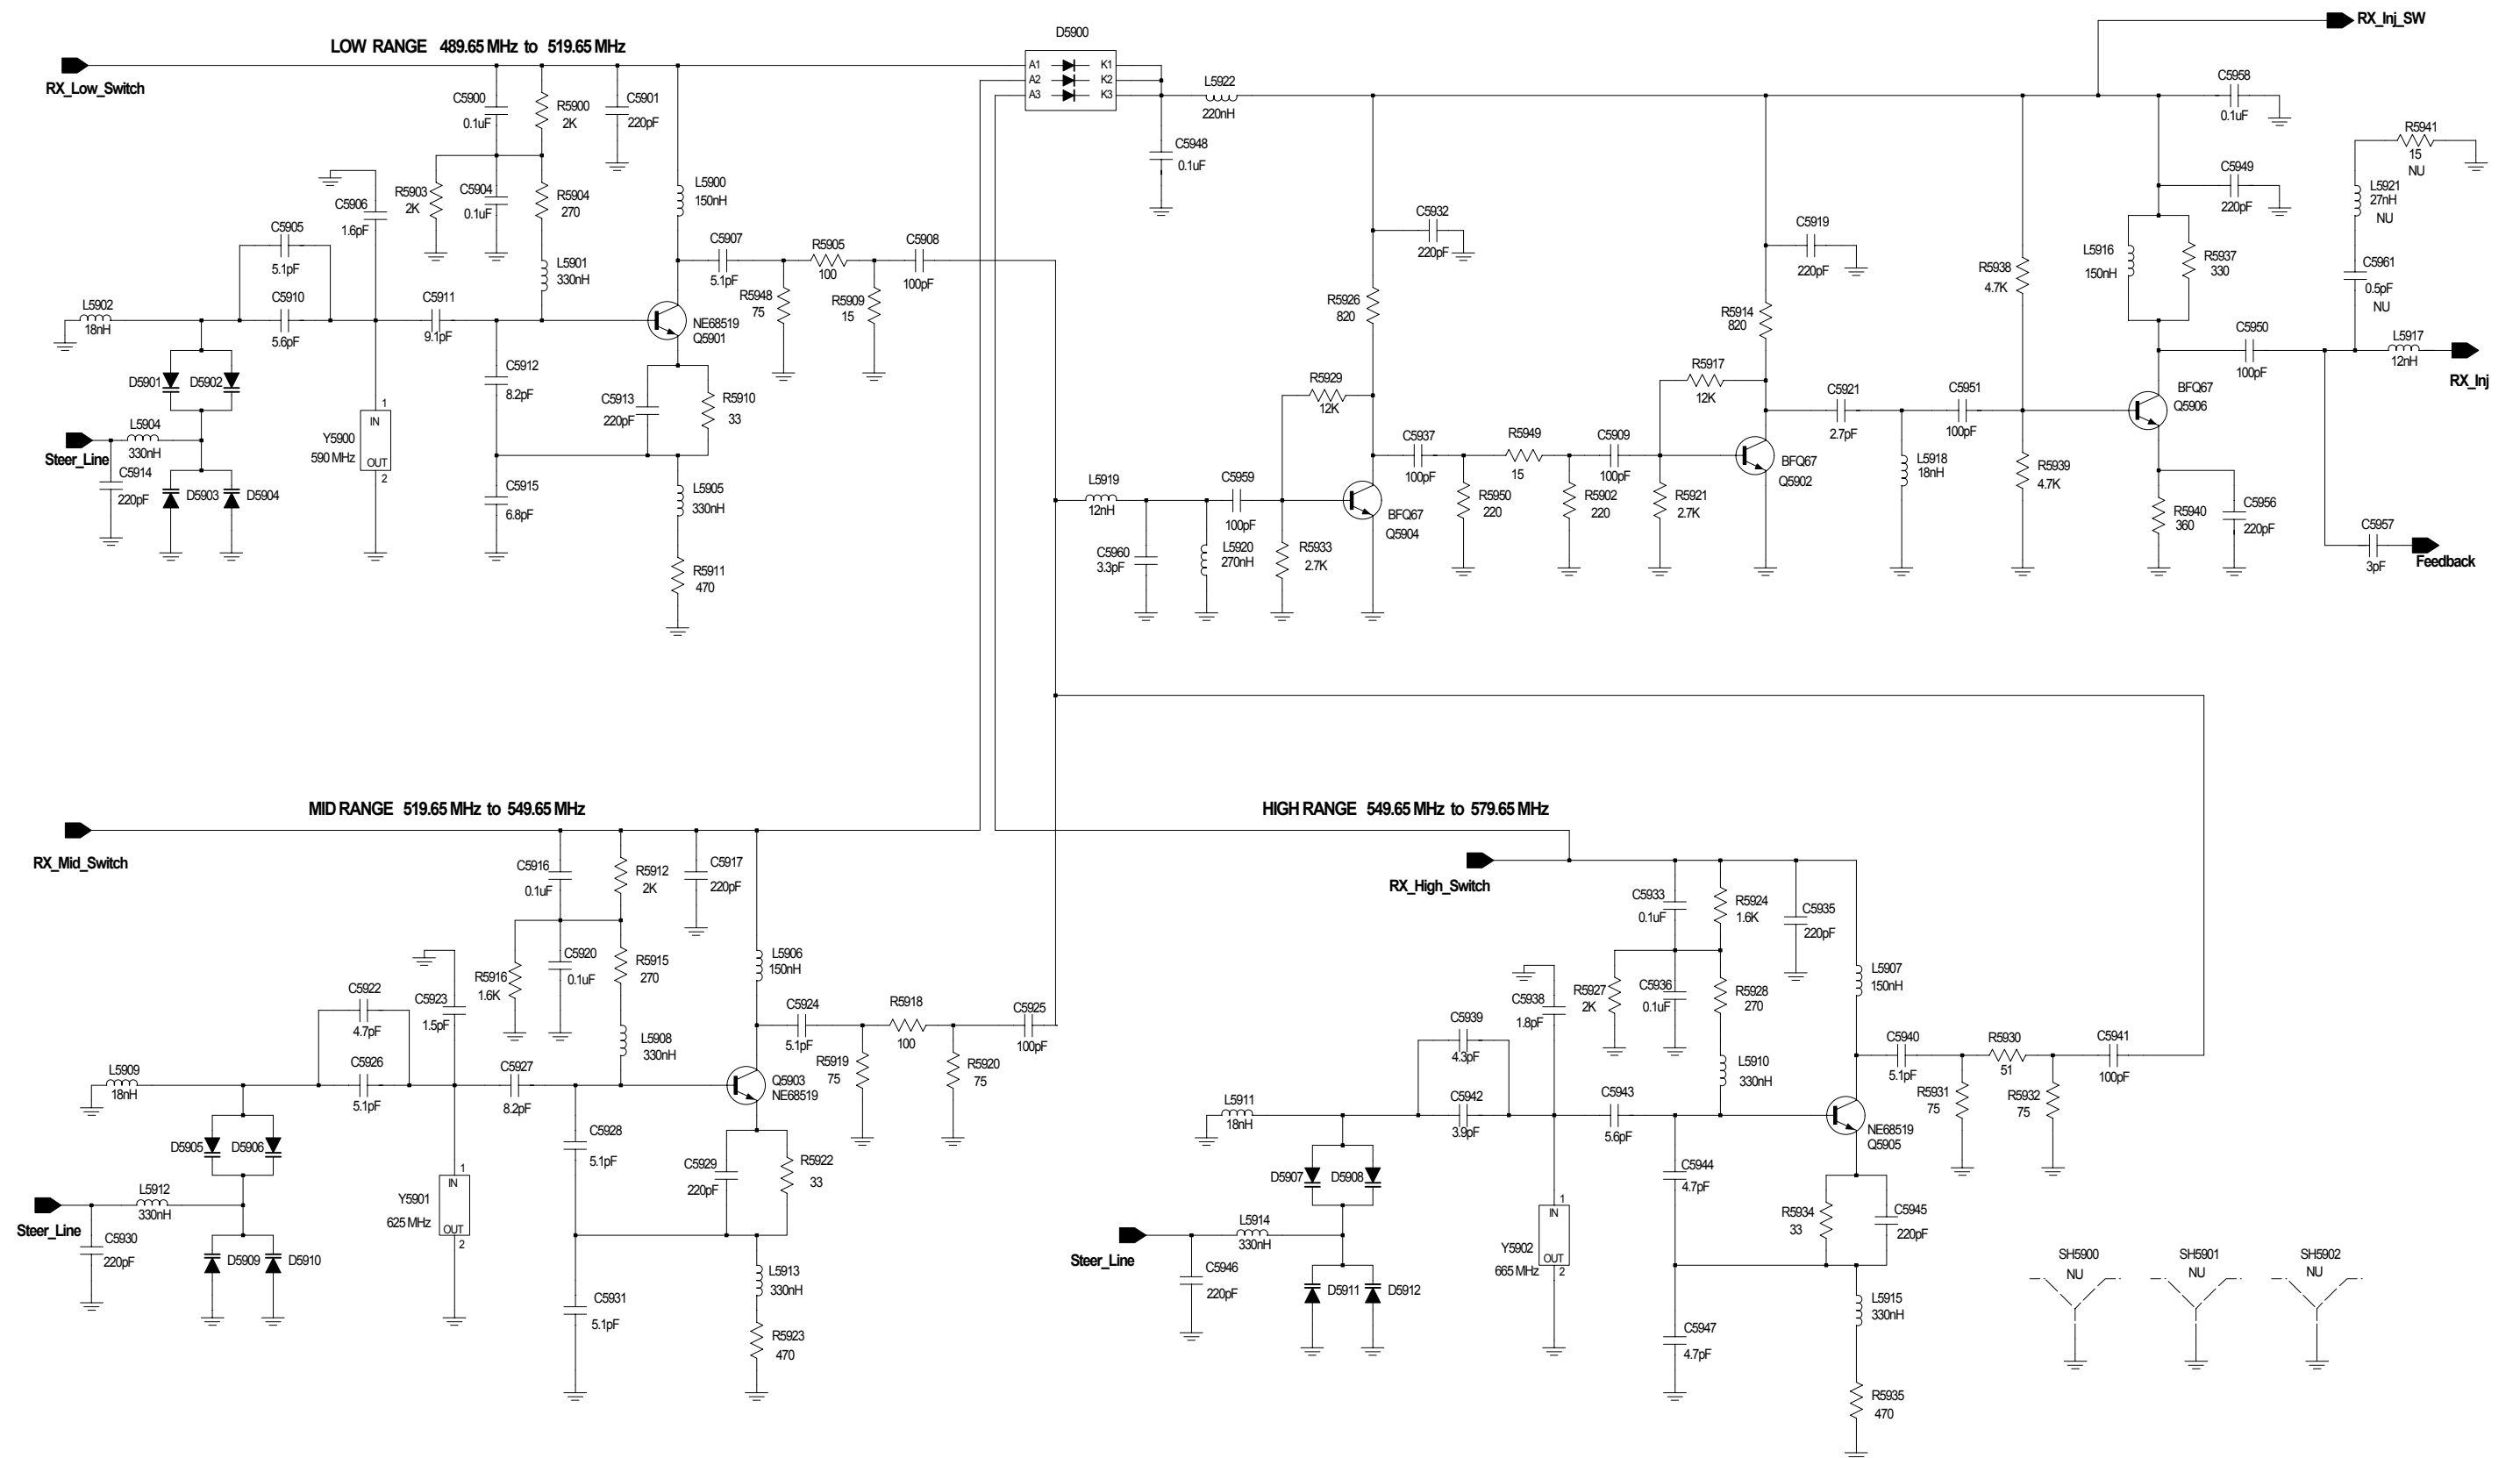 RX_Inj_SW
LOW RANGE 489.65 MHz to 519.65 MHz
RX_Low_Switch
D5900
A1 K1
A2 K2
A3 K3
C5900
0.1uF
R5900
2K
C5901
220pF
L5922
220nH
C5958
0.1uF
C5948
0.1uF
R5941
15
NU
R5903
2K
C5904
0.1uF
R5904
270
L5900
150nH
C5949
220pF
L5921
27nH
NU
C5906
1.6pF
C5932
220pF
C5919
220pF
C5905
5.1pF
L5901
330nH
C5907
5.1pF
R5905
100
C5908
100pF
R5938
4.7K
L5916
150nH
R5937
330
C5961
0.5pF
NU
R5948
75
R5909
15
L5902
18nH
C5910
5.6pF
C5911
9.1pF
NE68519
Q5901
R5926
820
R5914
820
C5950
100pF
L5917
12nH
RX_Inj
D5901
D5902
C5912
8.2pF
C5913
220pF
R5910
33
R5929
12K
R5917
12K
C5921
2.7pF
C5951
100pF
BFQ67
Q5906
L5904
330nH
Steer_Line
Y5900
590 MHz
1
IN
OUT
2
C5937
100pF
R5949
15
C5909
100pF
BFQ67
Q5902
L5918
18nH
R5939
4.7K
C5914
220pF
D5903
D5904
C5915
6.8pF
L5905
330nH
L5919
12nH
C5959
100pF
BFQ67
Q5904
R5950
220
R5902
220
R5921
2.7K
R5940
360
C5956
220pF
C5960
3.3pF
L5920
270nH
R5933
2.7K
C5957
3pF
Feedback
R5911
470
MID RANGE 519.65 MHz to 549.65 MHz
RX_Mid_Switch
C5916
0.1uF
R5912
2K
C5917
220pF
R5916
1.6K
C5920
0.1uF
R5915
270
L5906
150nH
C5922
4.7pF
C5923
1.5pF
L5908
330nH
C5924
5.1pF
R5918
100
C5925
100pF
R5919
75
R5920
75
L5909
18nH
C5926
5.1pF
C5927
8.2pF
Q5903
NE68519
D5905
D5906
C5928
5.1pF
C5929
220pF
R5922
33
L5912
330nH
Steer_Line
Y5901
625 MHz
1
IN
OUT
2
C5930
220pF
D5909
D5910
L5913
330nH
C5931
5.1pF
R5923
470
HIGH RANGE 549.65 MHz to 579.65 MHz
RX_High_Switch
C5933
0.1uF
R5924
1.6K
C5935
220pF
R5927
2K
C5936
0.1uF
R5928
270
L5907
150nH
C5938
1.8pF
C5939
4.3pF
L5910
330nH
C5940
5.1pF
R5930
51
C5941
100pF
R5931
75
R5932
75
L5911
18nH
C5942
3.9pF
C5943
5.6pF
NE68519
Q5905
D5907
D5908
C5944
4.7pF
R5934
33
C5945
220pF
L5914
330nH
Steer_Line
Y5902
665 MHz
1
IN
OUT
2
C5946
220pF
D5911
D5912
L5915
330nH
C5947
4.7pF
R5935
470
SH5900
NU
SH5901
NU
SH5902
NU